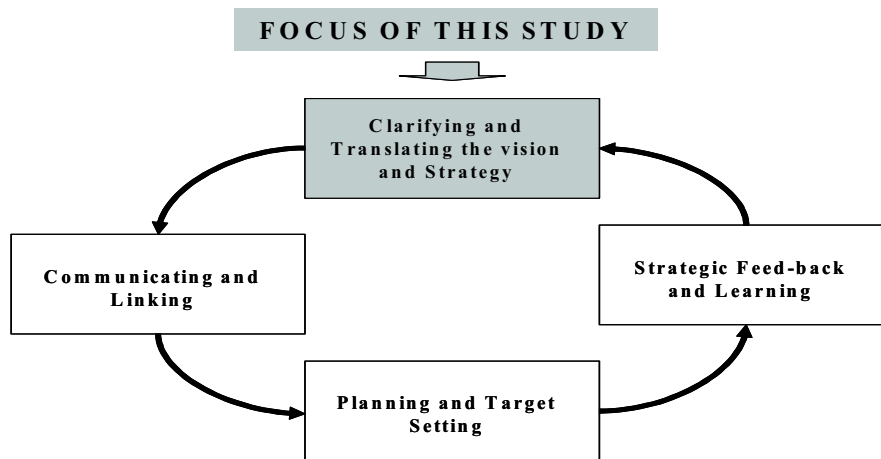 FOCUS OF THIS STUDY
Clarifying and
Translating the vision
and Strategy
Communicating and
Linking
Strategic Feed-back
and Learning
Planning and Target
Setting